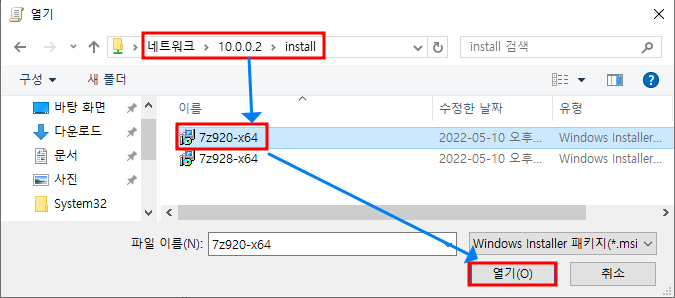 열기
네트워크 > 10.0.0.2 > install
install 검색
구성 새 폴더
이름 수정한 날짜 유형
바탕 화면
다운로드
문서
사진
System32
7z920-x64 2022-05-10 오후... Windows Installer...
7z928-x64 2022-05-10 오후... Windows Installer...
파일 이름(N): 7z920-x64 Windows Installer 패키지(*.msi
열기(O) 취소